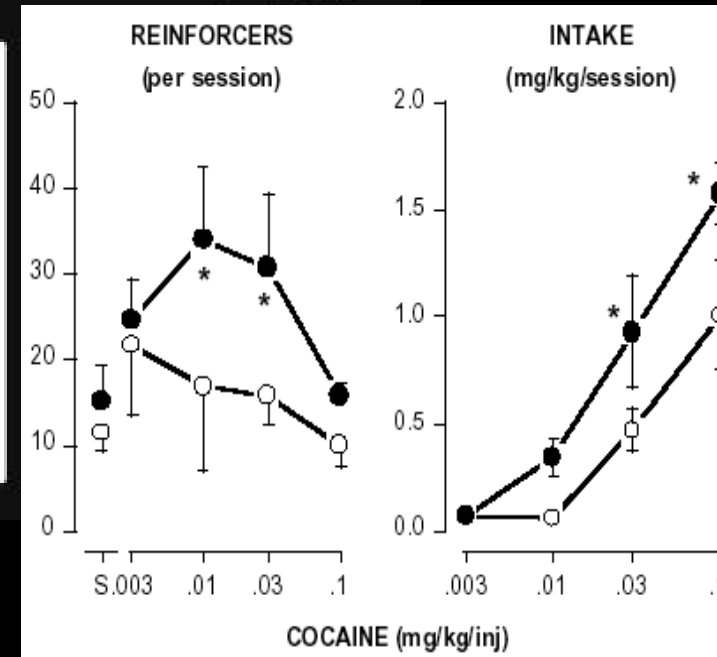 REINFORCERS
(per session)
50
40
30
20
10
0
*
*
S .003 .01 .03 .1
INTAKE
(mg/kg/session)
2.0
1.5
1.0
0.5
0.0
*
*
.003 .01 .03
COCAINE (mg/kg/inj)